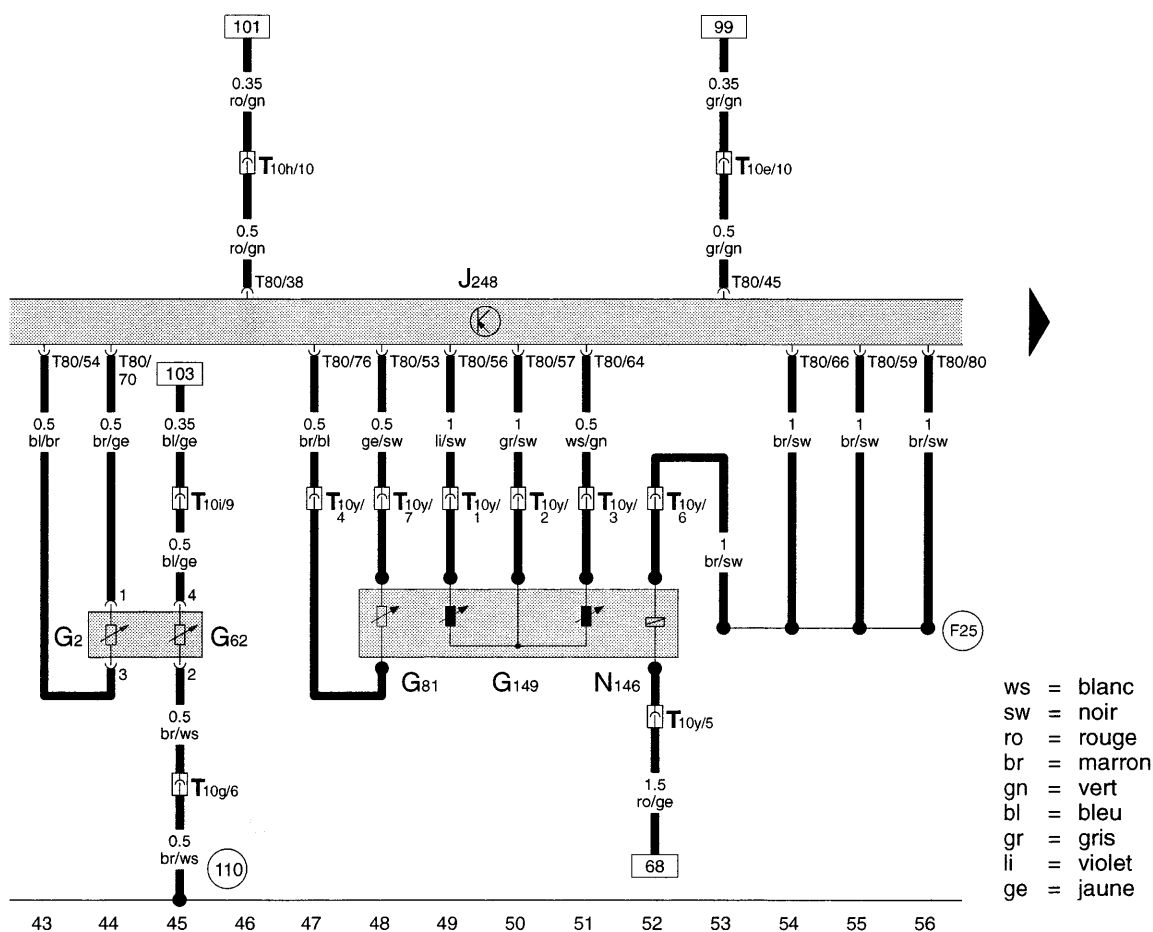 101
99
0.35
ro/gn
0.35
gr/gn
T10h/10
T10e/10
0.5
ro/gn
0.5
gr/gn
T80/38
J248
T80/45
T80/54
T80/
70
103
T80/76
T80/53
T80/56
T80/57
T80/64
T80/66
T80/59
T80/80
0.5
bl/br
0.5
br/ge
0.35
bl/ge
0.5
br/bl
0.5
ge/sw
1
li/sw
1
gr/sw
0.5
ws/gn
1
br/sw
1
br/sw
1
br/sw
T10i/9
T10y/
4
T10y/
7
T10y/
1
T10y/
2
T10y/
3
T10y/
6
0.5
bl/ge
1
br/sw
1
4
G2
G62
3
2
F25
G81
G149
N146
0.5
br/ws
T10y/5
T10g/6
1.5
ro/ge
0.5
br/ws
110
68
ws = blanc
sw = noir
ro = rouge
br = marron
gn = vert
bl = bleu
gr = gris
li = violet
ge = jaune
43 44 45 46 47 48 49 50 51 52 53 54 55 56